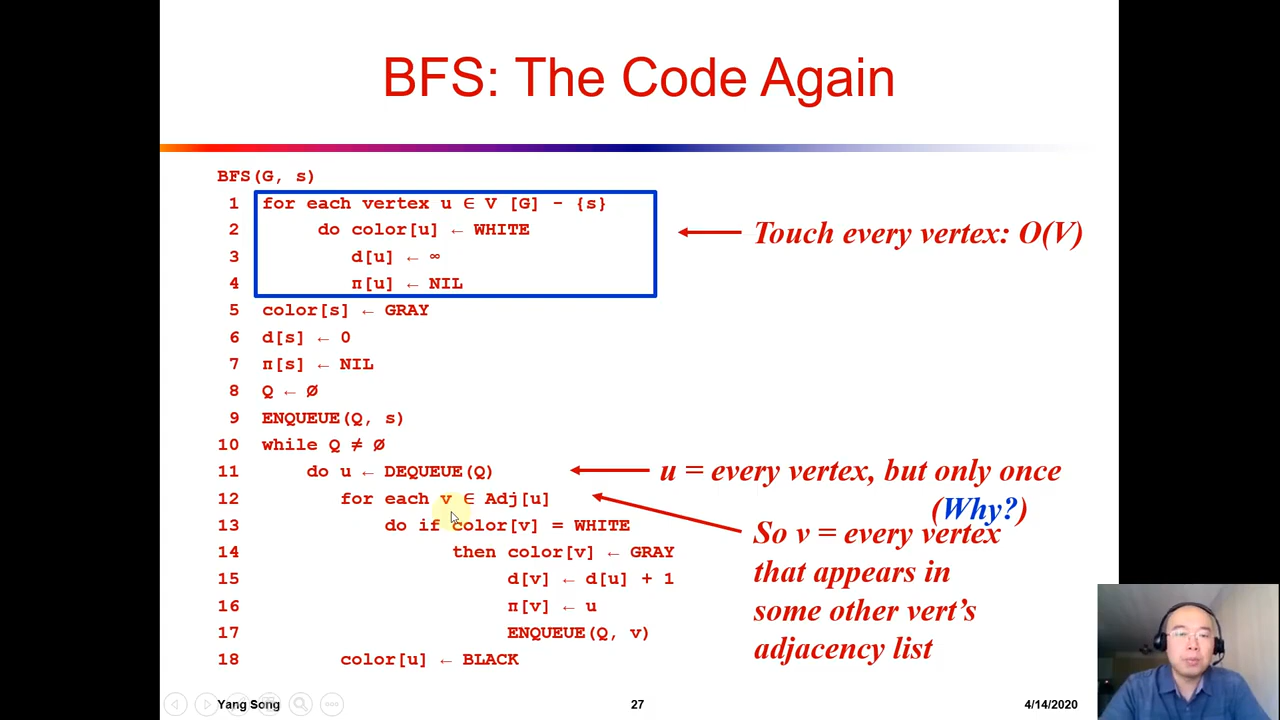 BFS: The Code Again
BFS(G, s)
1 for each vertex u ∈ V [G] - {s}
2 do color[u] ← WHITE
3 d[u] ← ∞
4 π[u] ← NIL
5 color[s] ← GRAY
6 d[s] ← 0
7 π[s] ← NIL
8 Q ← Ø
9 ENQUEUE(Q, s)
10 while Q ≠ Ø
11 do u ← DEQUEUE(Q)
12 for each v ∈ Adj[u]
13 do if color[v] = WHITE
14 then color[v] ← GRAY
15 d[v] ← d[u] + 1
16 π[v] ← u
17 ENQUEUE(Q, v)
18 color[u] ← BLACK
Touch every vertex: O(V)
u = every vertex, but only once
(Why?)
So v = every vertex
that appears in
some other vert's
adjacency list
Yang Song
27
4/14/2020